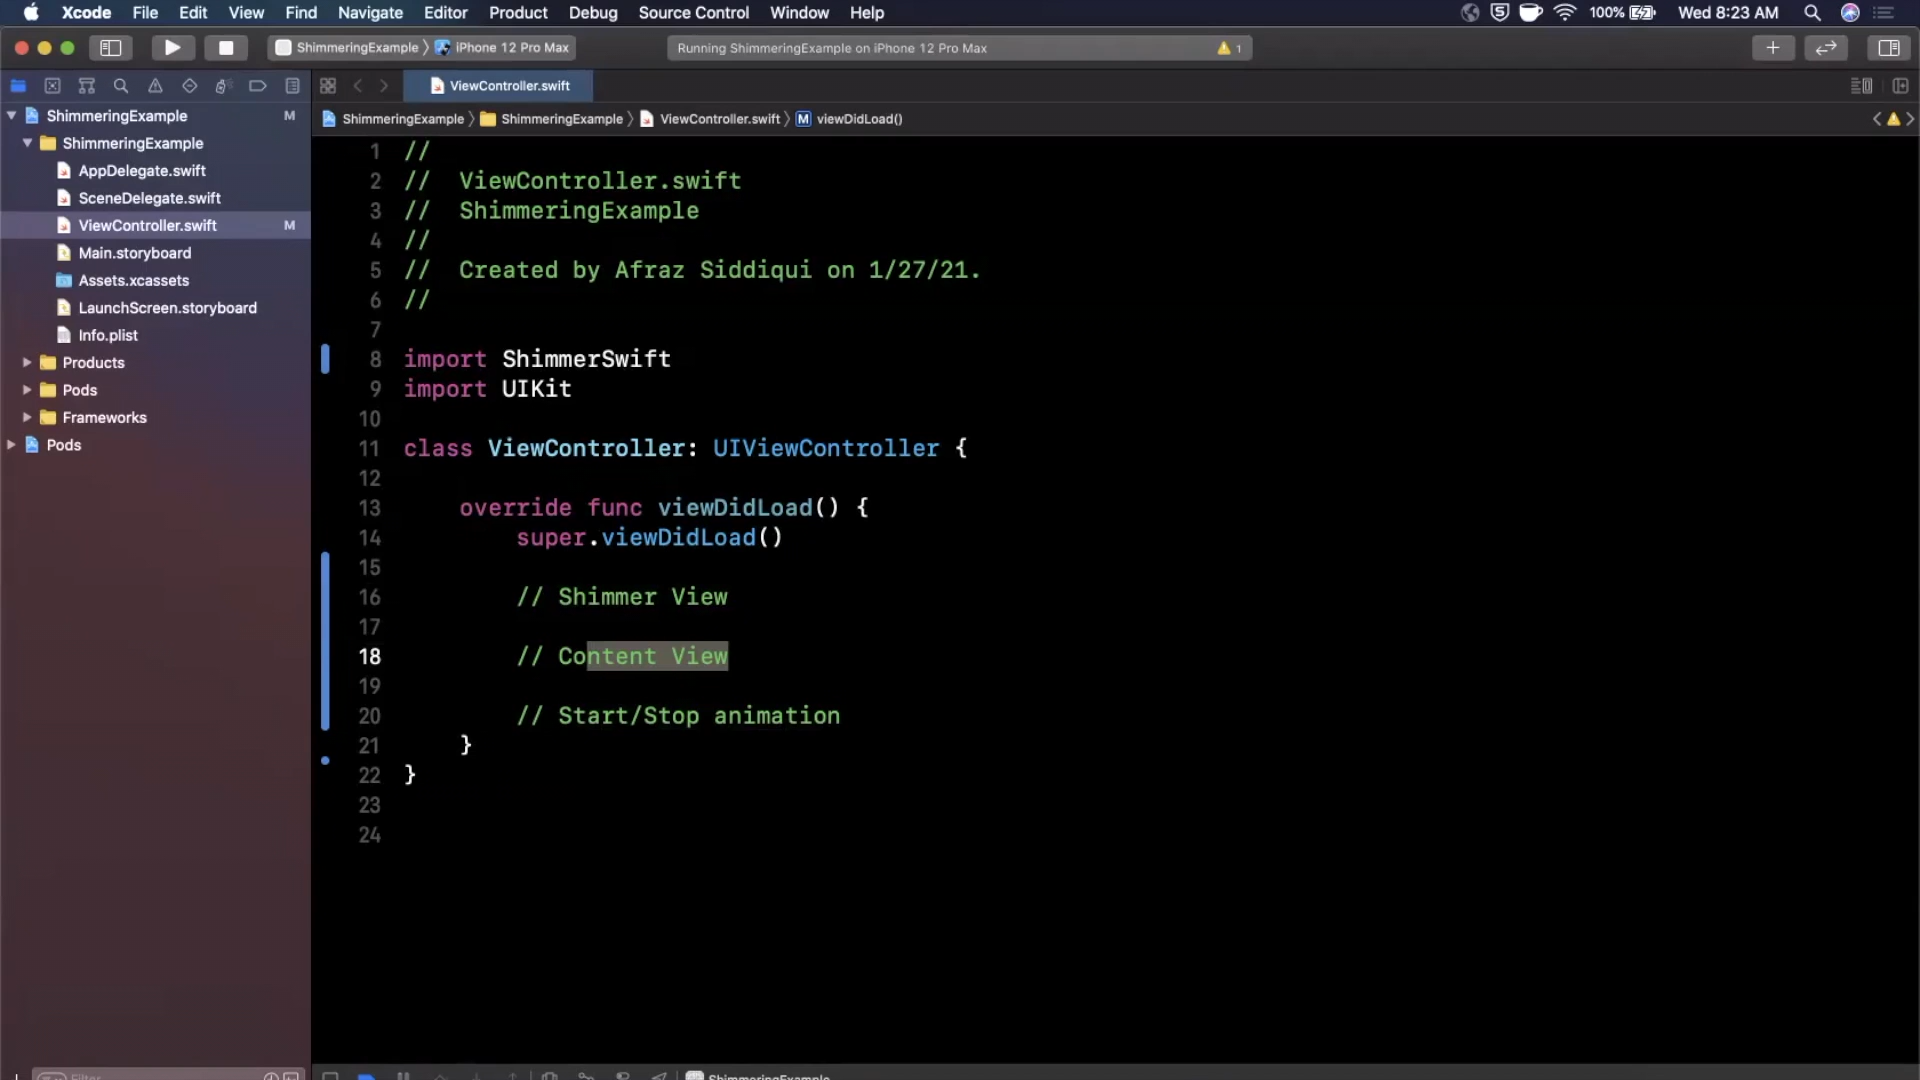 Xcode File Edit View Find Navigate Editor Product Debug Source Control Window Help 100% Wed 8:23 AM
ShimmeringExample iPhone 12 Pro Max Running ShimmeringExample on iPhone 12 Pro Max 1
ViewController.swift
ShimmeringExample ShimmeringExample ViewController.swift M viewDidLoad()
ShimmeringExample M
ShimmeringExample
AppDelegate.swift
SceneDelegate.swift
ViewController.swift M
Main.storyboard
Assets.xcassets
LaunchScreen.storyboard
Info.plist
Products
Pods
Frameworks
Pods
Filter
1 //
2 //  ViewController.swift
3 //  ShimmeringExample
4 //
5 //  Created by Afraz Siddiqui on 1/27/21.
6 //
7
8 import ShimmerSwift
9 import UIKit
10
11 class ViewController: UIViewController {
12
13     override func viewDidLoad() {
14         super.viewDidLoad()
15
16         // Shimmer View
17
18         // Content View
19
20         // Start/Stop animation
21     }
22 }
23
24
ShimmeringExample